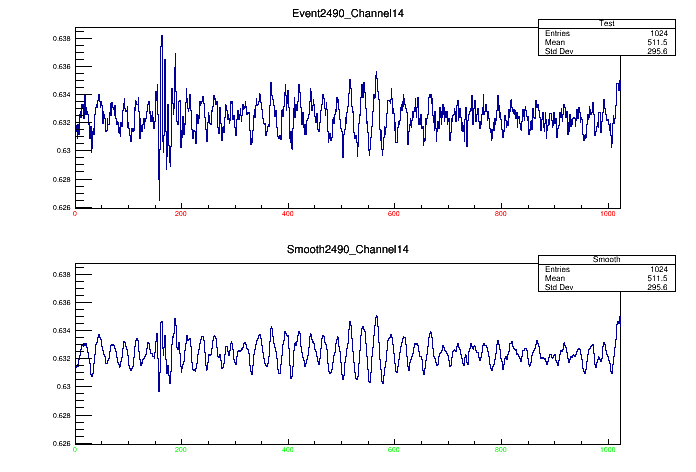 Event2490_Channel14
Test
Entries 1024
Mean 511.5
Std Dev 295.6
0.638
0.636
0.634
0.632
0.63
0.628
0.626
0 200 400 600 800 1000
Smooth2490_Channel14
Smooth
Entries 1024
Mean 511.5
Std Dev 295.6
0.638
0.636
0.634
0.632
0.63
0.628
0.626
0 200 400 600 800 1000